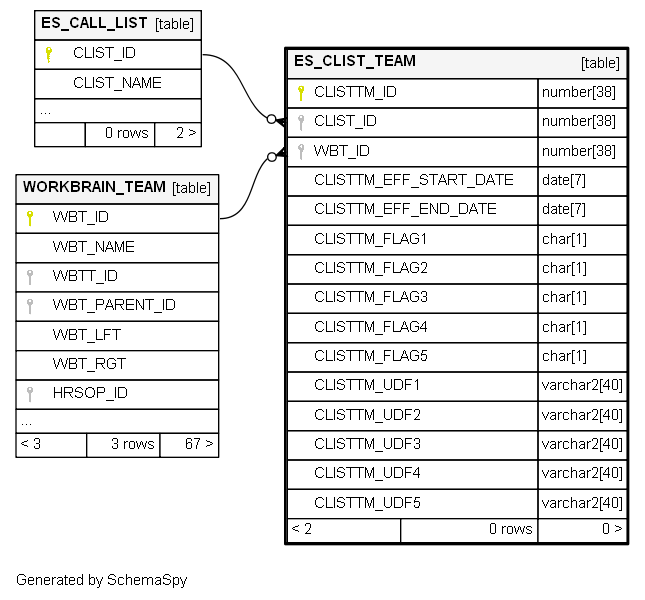 ES_CALL_LIST [table]
CLIST_ID
CLIST_NAME
...
0 rows 2 >
WORKBRAIN_TEAM [table]
WBT_ID
WBT_NAME
WBTT_ID
WBT_PARENT_ID
WBT_LFT
WBT_RGT
HRSOP_ID
...
< 3 3 rows 67 >
ES_CLIST_TEAM [table]
CLISTTM_ID number[38]
CLIST_ID number[38]
WBT_ID number[38]
CLISTTM_EFF_START_DATE date[7]
CLISTTM_EFF_END_DATE date[7]
CLISTTM_FLAG1 char[1]
CLISTTM_FLAG2 char[1]
CLISTTM_FLAG3 char[1]
CLISTTM_FLAG4 char[1]
CLISTTM_FLAG5 char[1]
CLISTTM_UDF1 varchar2[40]
CLISTTM_UDF2 varchar2[40]
CLISTTM_UDF3 varchar2[40]
CLISTTM_UDF4 varchar2[40]
CLISTTM_UDF5 varchar2[40]
< 2 0 rows 0 >
Generated by SchemaSpy